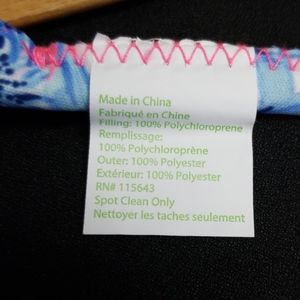 Made in China
Fabriqué en Chine
Filling: 100% Polychloroprene
Remplissage:
100% Polychloroprène
Outer: 100% Polyester
Extérieur: 100% Polyester
RN# 115643
Spot Clean Only
Nettoyer les taches seulement